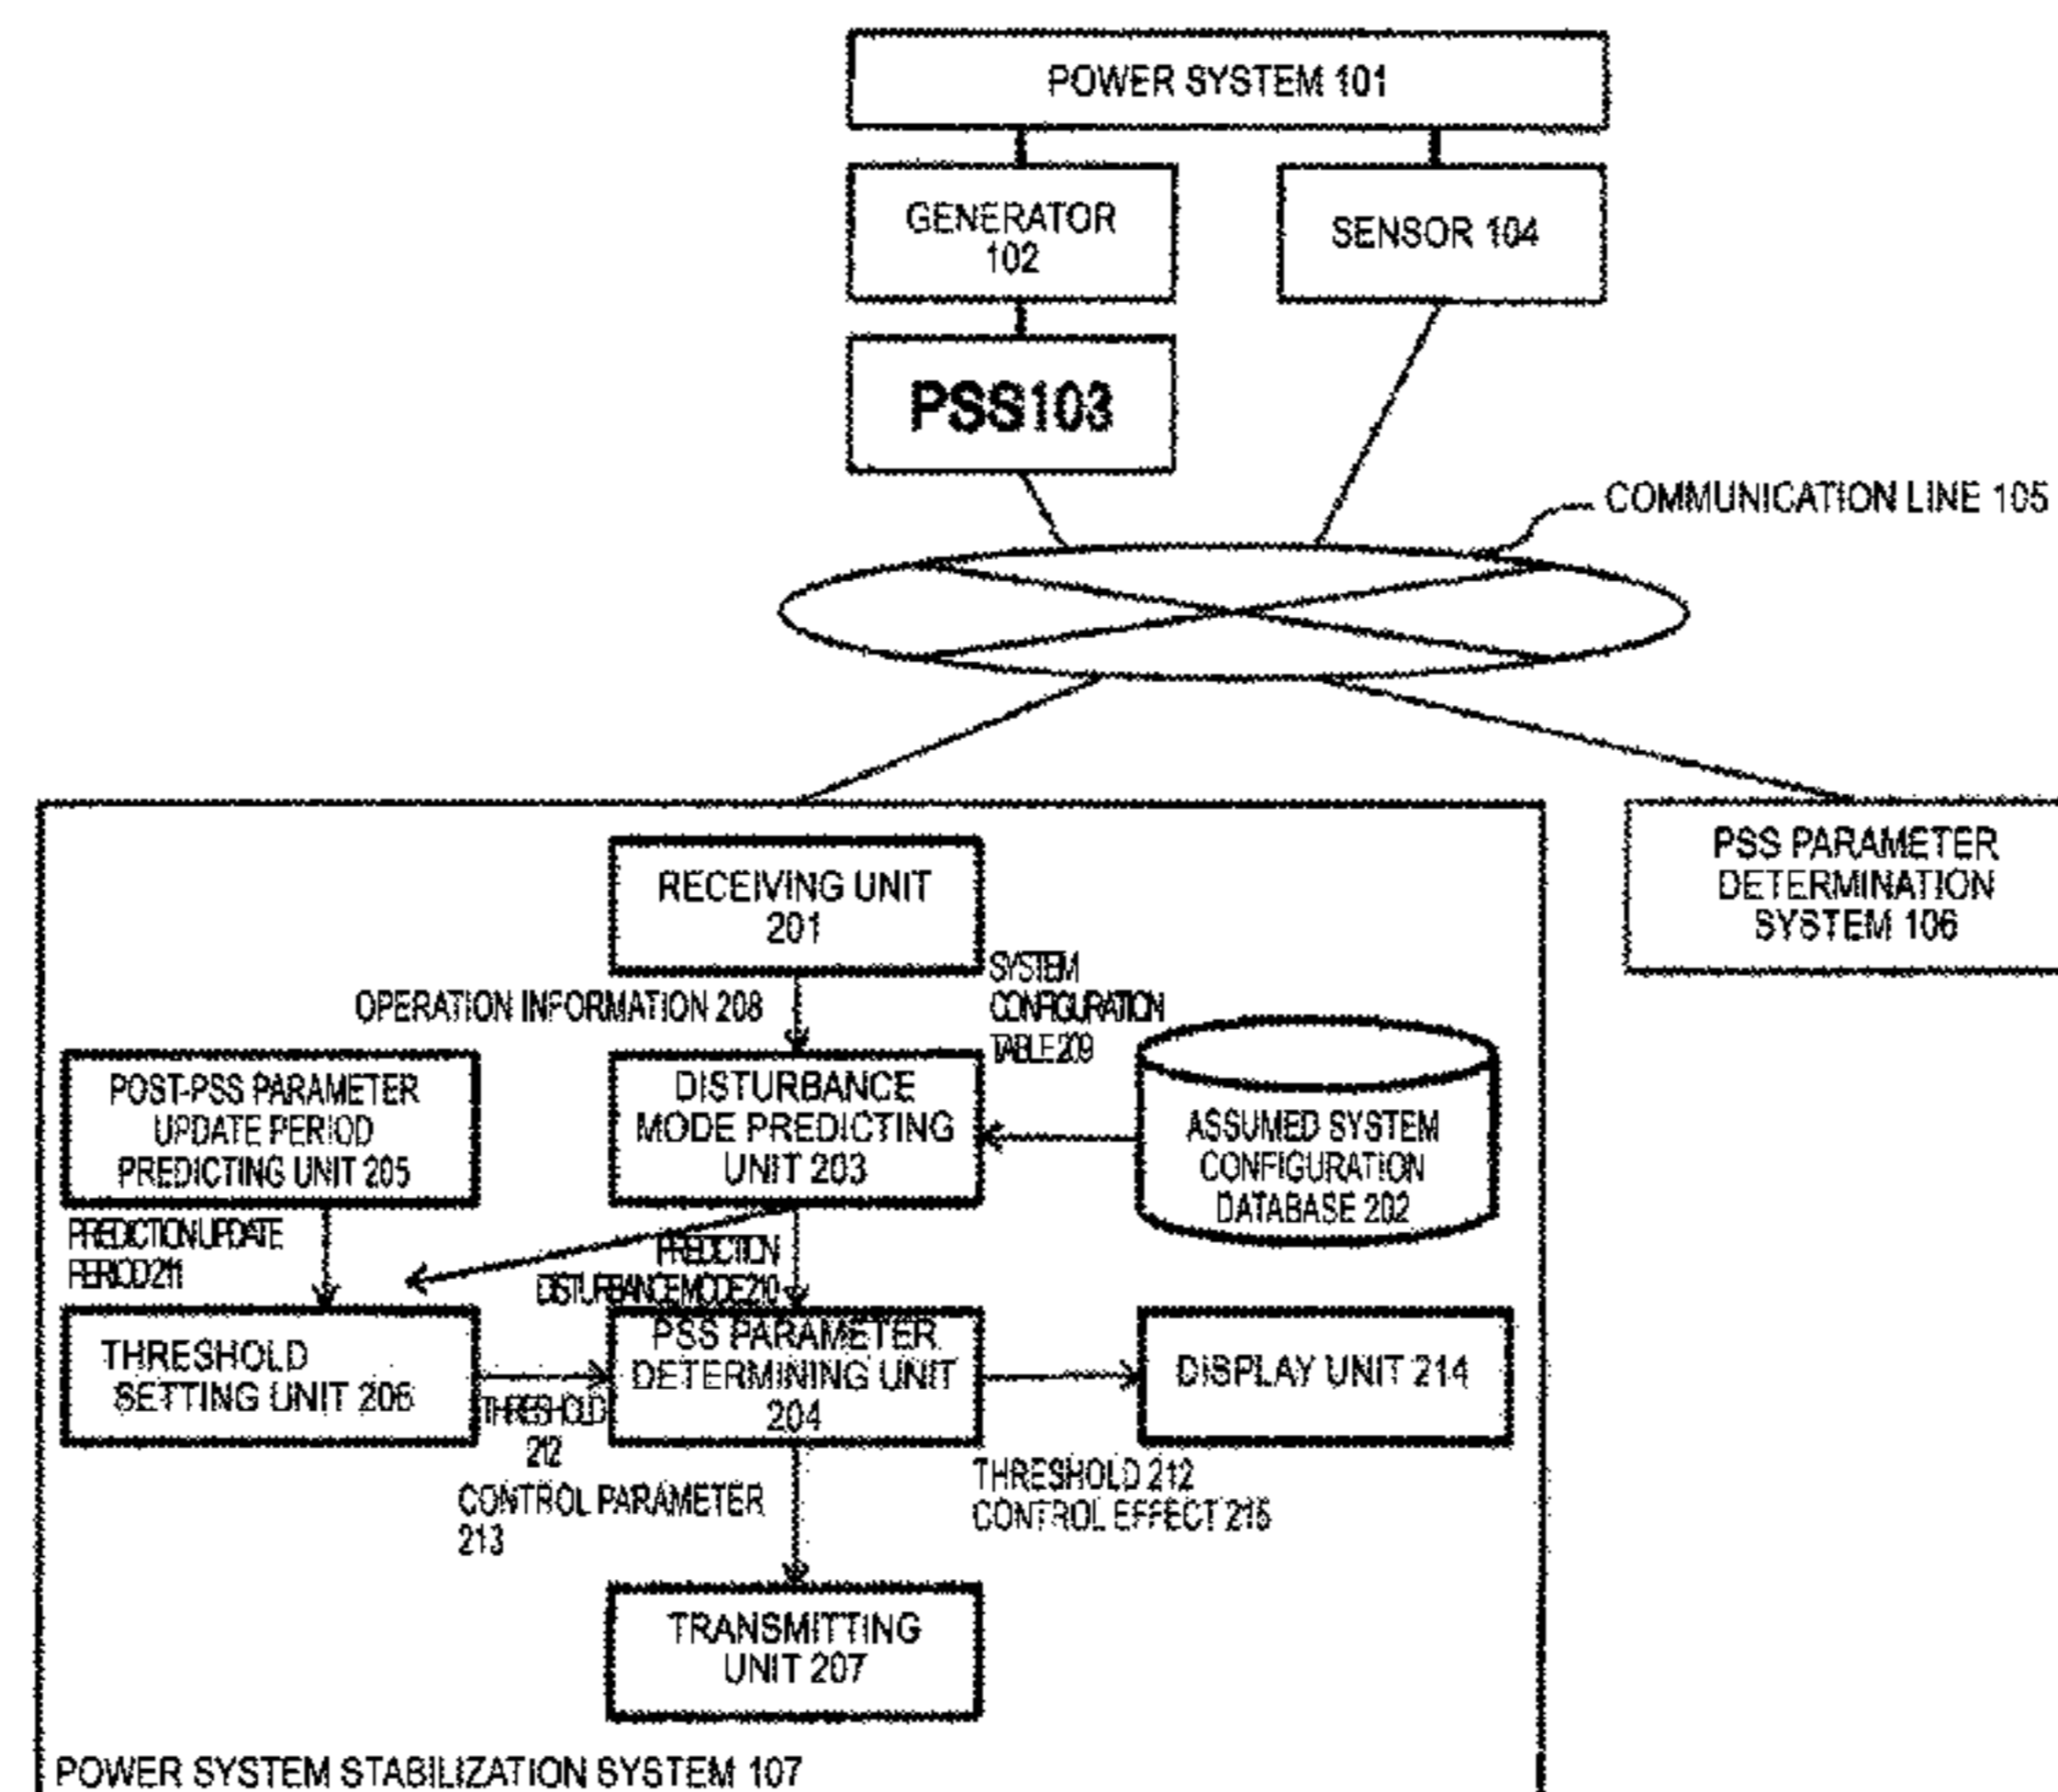 POWER SYSTEM 101
GENERATOR
102
SENSOR 104
PSS103
COMMUNICATION LINE 105
PSS PARAMETER
DETERMINATION
SYSTEM 106
RECEIVING UNIT
201
OPERATION INFORMATION 208
SYSTEM
CONFIGURATION
TABLE 209
POST-PSS PARAMETER
UPDATE PERIOD
PREDICTING UNIT 205
DISTURBANCE
MODE PREDICTING
UNIT 203
ASSUMED SYSTEM
CONFIGURATION
DATABASE 202
PREDICTION UPDATE
PERIOD 211
PREDICTION
DISTURBANCE MODE 210
THRESHOLD
SETTING UNIT 206
THRESHOLD
212
PSS PARAMETER
DETERMINING UNIT
204
DISPLAY UNIT 214
CONTROL PARAMETER
213
THRESHOLD 212
CONTROL EFFECT 215
TRANSMITTING
UNIT 207
POWER SYSTEM STABILIZATION SYSTEM 107